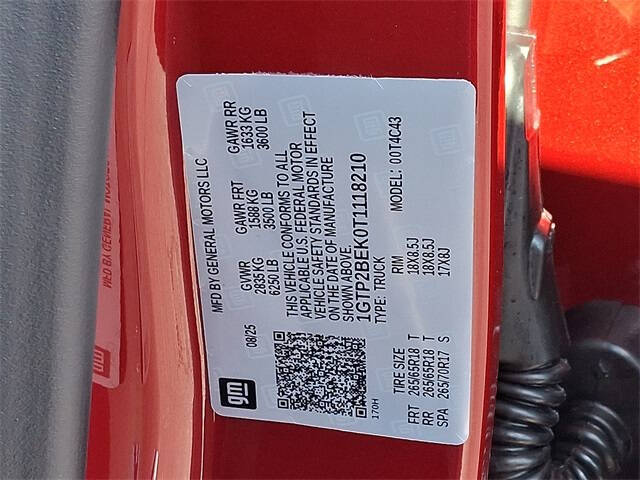 MFD BY GENERAL MOTORS LLC
gm
08/25
GVWR
2835 KG
6250 LB
GAWR FRT
1588 KG
3500 LB
GAWR RR
1633 KG
3600 LB
THIS VEHICLE CONFORMS TO ALL
APPLICABLE U.S. FEDERAL MOTOR
VEHICLE SAFETY STANDARDS IN EFFECT
ON THE DATE OF MANUFACTURE
SHOWN ABOVE.
1GTP2BEK0T1118210
TYPE: TRUCK
MODEL: 00T4C43
170H
TIRE SIZE RIM
FRT 265/65R18 T 18X8.5J
RR 265/65R18 T 18X8.5J
SPA 265/70R17 S 17X8J